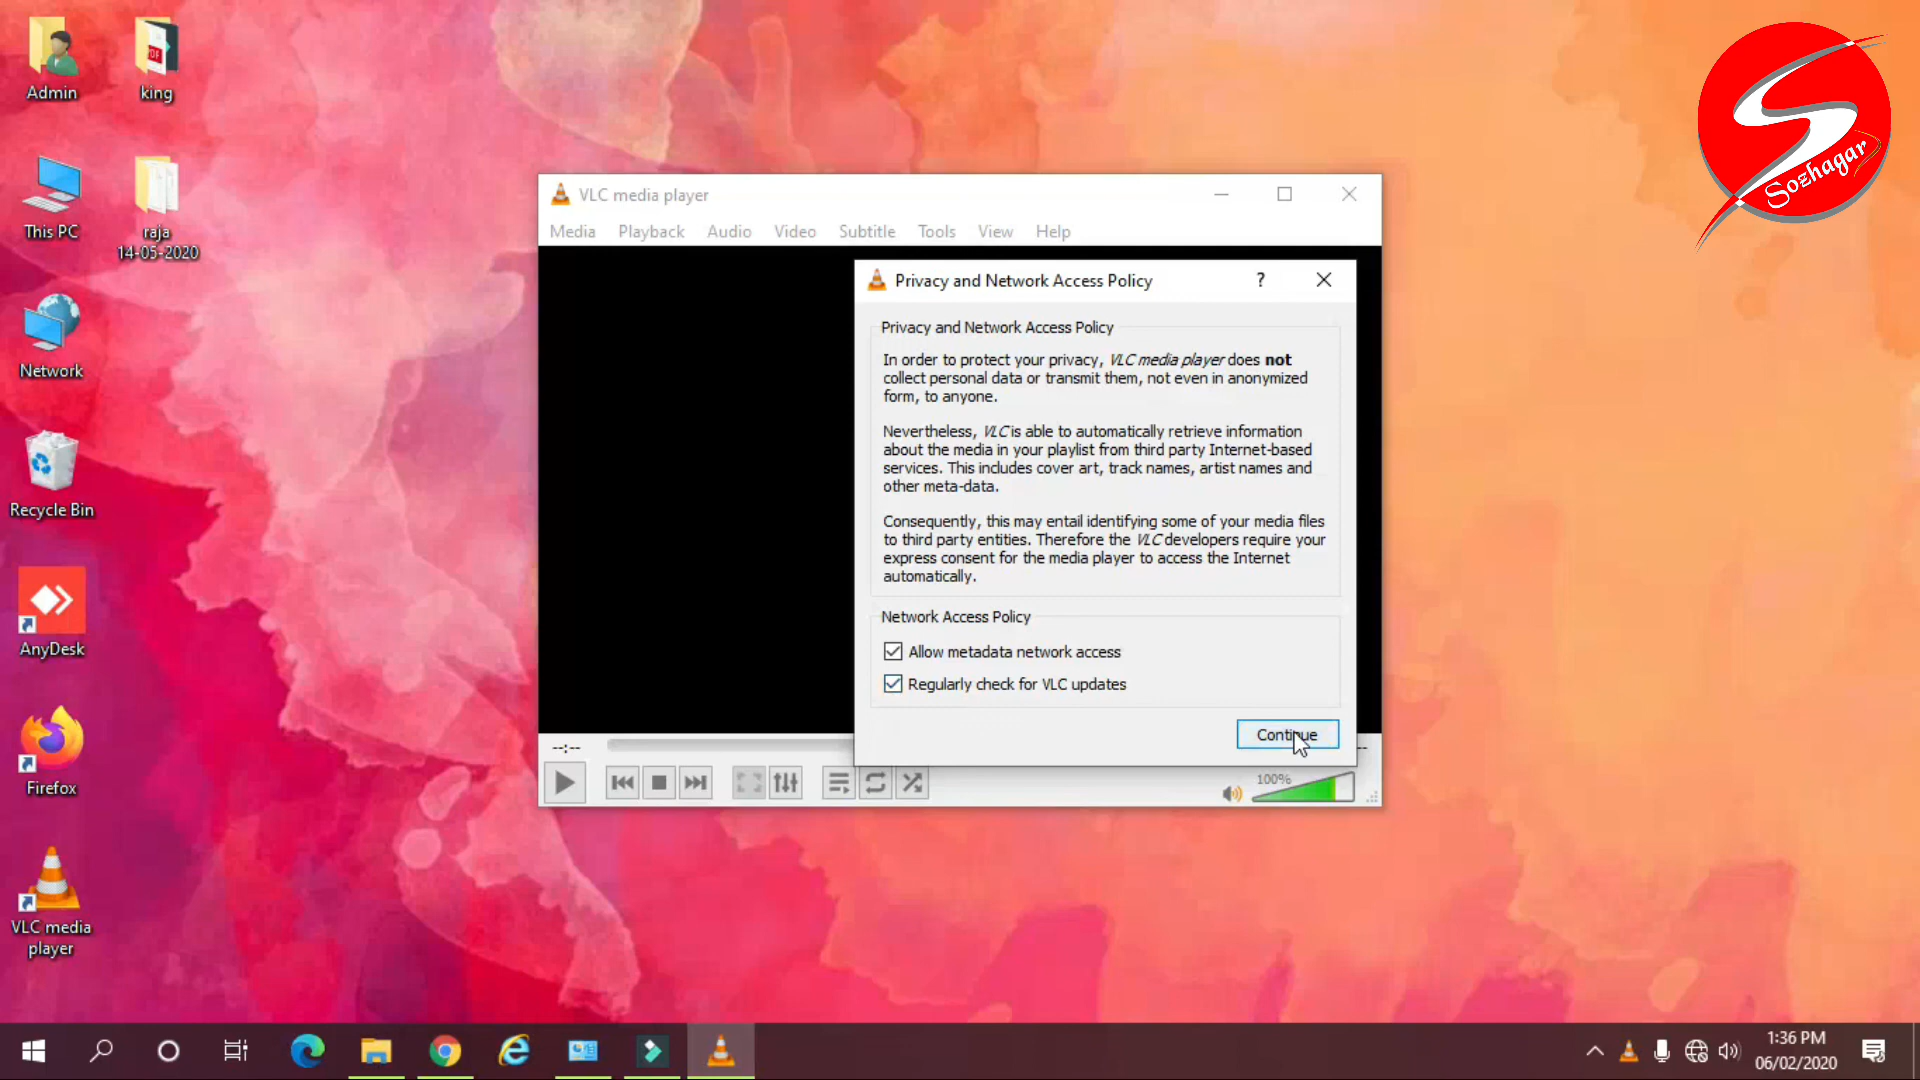 Admin
king
This PC
raja
14-05-2020
Network
Recycle Bin
AnyDesk
Firefox
VLC media
player
Sozhagar
VLC media player
Media Playback Audio Video Subtitle Tools View Help
Privacy and Network Access Policy ?
Privacy and Network Access Policy
In order to protect your privacy, VLC media player does not
collect personal data or transmit them, not even in anonymized
form, to anyone.
Nevertheless, VLC is able to automatically retrieve information
about the media in your playlist from third party Internet-based
services. This includes cover art, track names, artist names and
other meta-data.
Consequently, this may entail identifying some of your media files
to third party entities. Therefore the VLC developers require your
express consent for the media player to access the Internet
automatically.
Network Access Policy
Allow metadata network access
Regularly check for VLC updates
Continue
--:--
100%
1:36 PM
06/02/2020